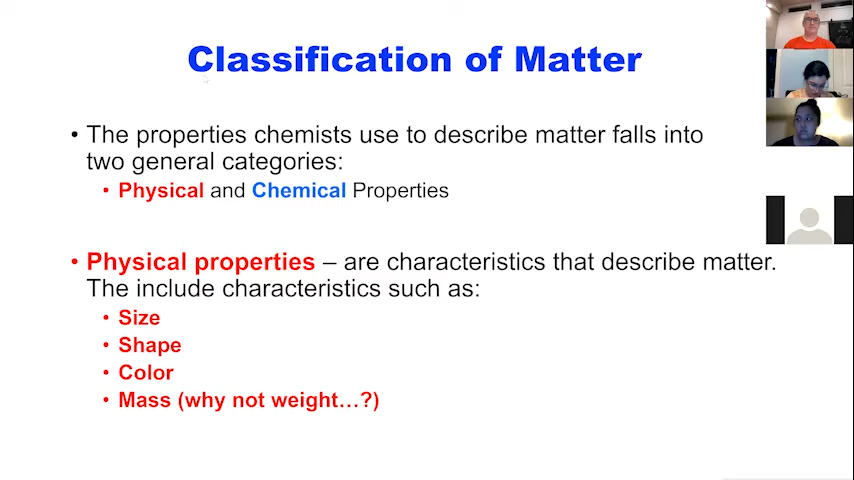 Classification of Matter
• The properties chemists use to describe matter falls into
two general categories:
• Physical and Chemical Properties
• Physical properties – are characteristics that describe matter.
The include characteristics such as:
• Size
• Shape
• Color
• Mass (why not weight…?)